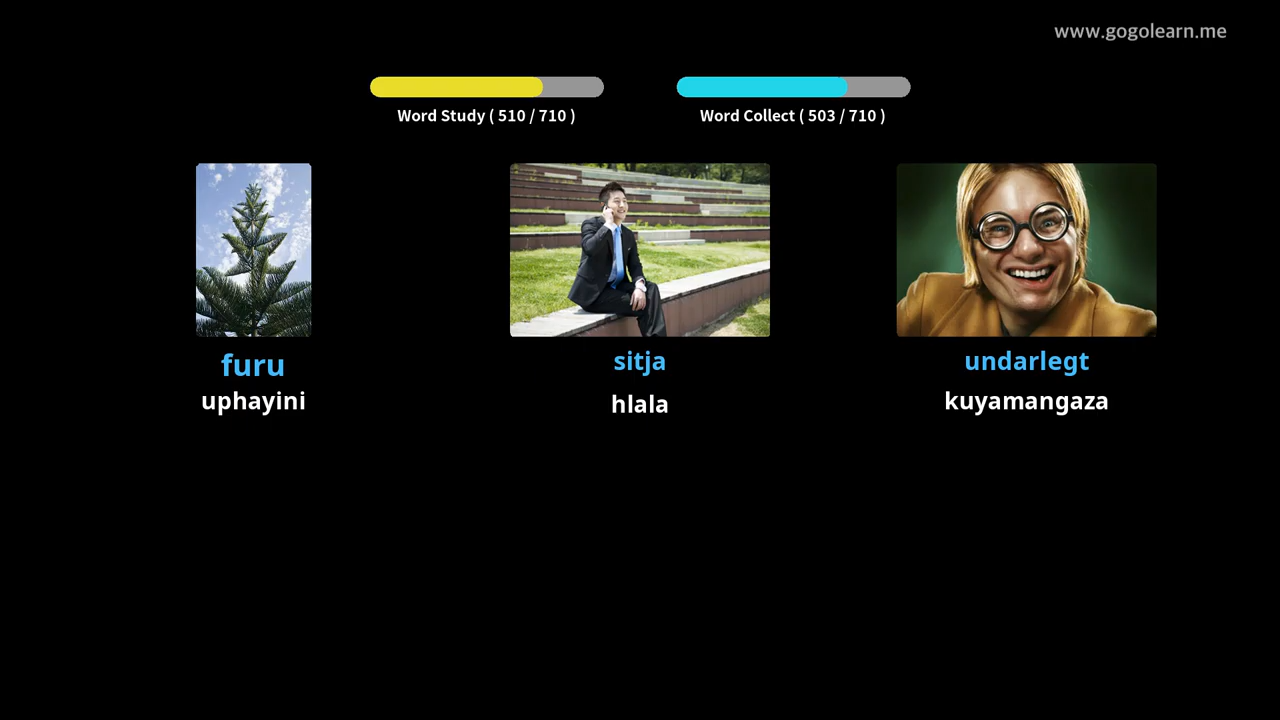 www.gogolearn.me
Word Study ( 510 / 710 )
Word Collect ( 503 / 710 )
furu
uphayini
sitja
hlala
undarlegt
kuyamangaza